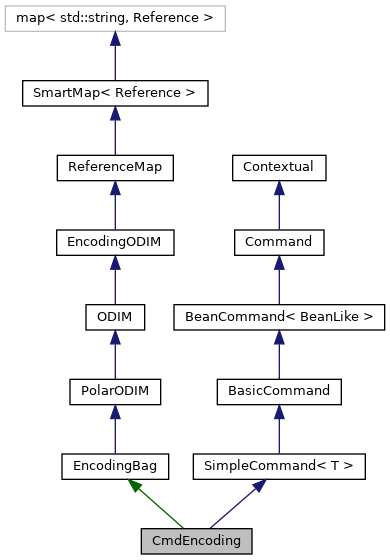 map< std::string, Reference >
SmartMap< Reference >
ReferenceMap
Contextual
EncodingODIM
Command
ODIM
BeanCommand< BeanLike >
PolarODIM
BasicCommand
EncodingBag
SimpleCommand< T >
CmdEncoding